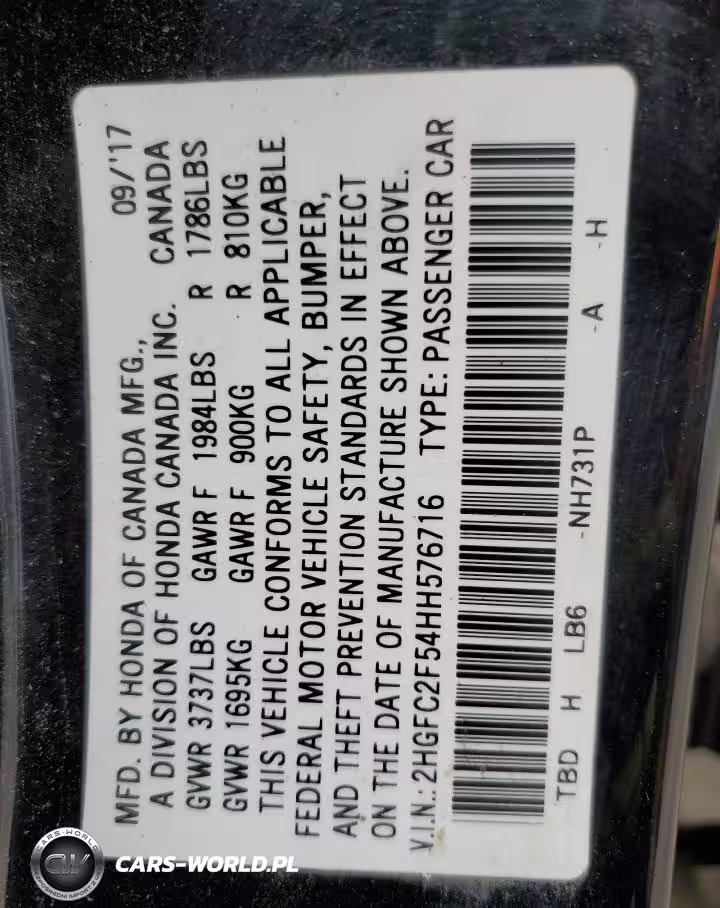 MFD. BY HONDA OF CANADA MFG., 09/'17
A DIVISION OF HONDA CANADA INC. CANADA
GVWR 3737LBS GAWR F 1984LBS R 1786LBS
GVWR 1695KG GAWR F 900KG R 810KG
THIS VEHICLE CONFORMS TO ALL APPLICABLE
FEDERAL MOTOR VEHICLE SAFETY, BUMPER,
AND THEFT PREVENTION STANDARDS IN EFFECT
ON THE DATE OF MANUFACTURE SHOWN ABOVE.
V.I.N.: 2HGFC2F54HH576716 TYPE: PASSENGER CAR
TBD H LB6 -NH731P -A -H
CARS-WORLD
CW
CARS-WORLD.PL